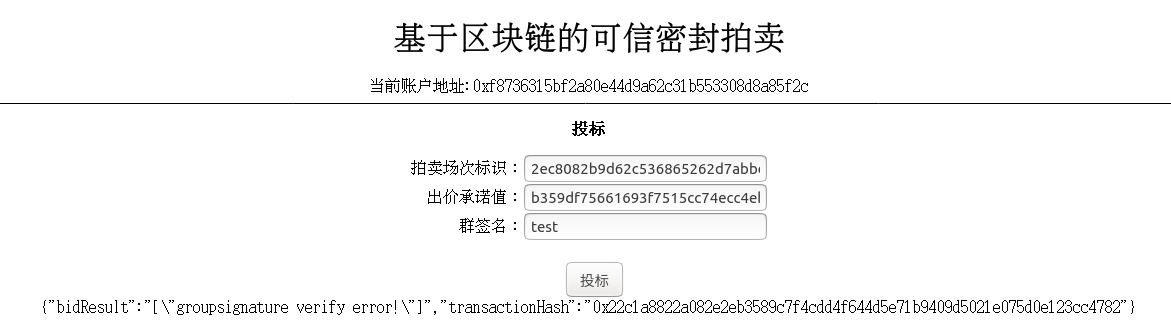 基于区块链的可信密封拍卖
当前账户地址:0xf8736315bf2a80e44d9a62c31b553308d8a85f2c
投标
拍卖场次标识： 2ec8082b9d62c536865262d7abb
出价承诺值： b359df75661693f7515cc74ecc4e
群签名： test
投标
{"bidResult":"[\"groupsignature verify error!\"]","transactionHash":"0x22c1a8822a082e2eb3589c7f4cdd4f644d5e71b9409d5021e075d0e123cc4782"}